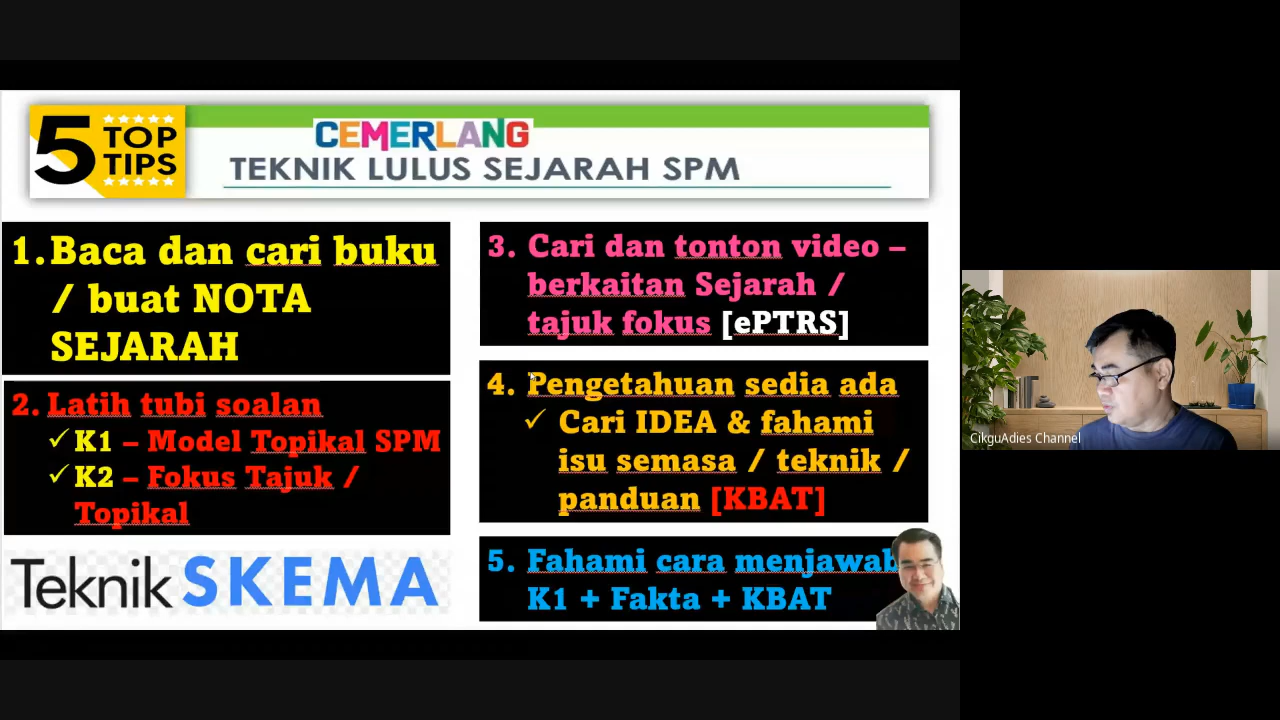 5 TOP
TIPS
CEMERLANG
TEKNIK LULUS SEJARAH SPM
1. Baca dan cari buku
/ buat NOTA
SEJARAH
2. Latih tubi soalan
✓ K1 – Model Topikal SPM
✓ K2 – Fokus Tajuk /
Topikal
Teknik SKEMA
3. Cari dan tonton video –
berkaitan Sejarah /
tajuk fokus [ePTRS]
4. Pengetahuan sedia ada
✓ Cari IDEA & fahami
isu semasa / teknik /
panduan [KBAT]
5. Fahami cara menjawab
K1 + Fakta + KBAT
CikguAdies Channel